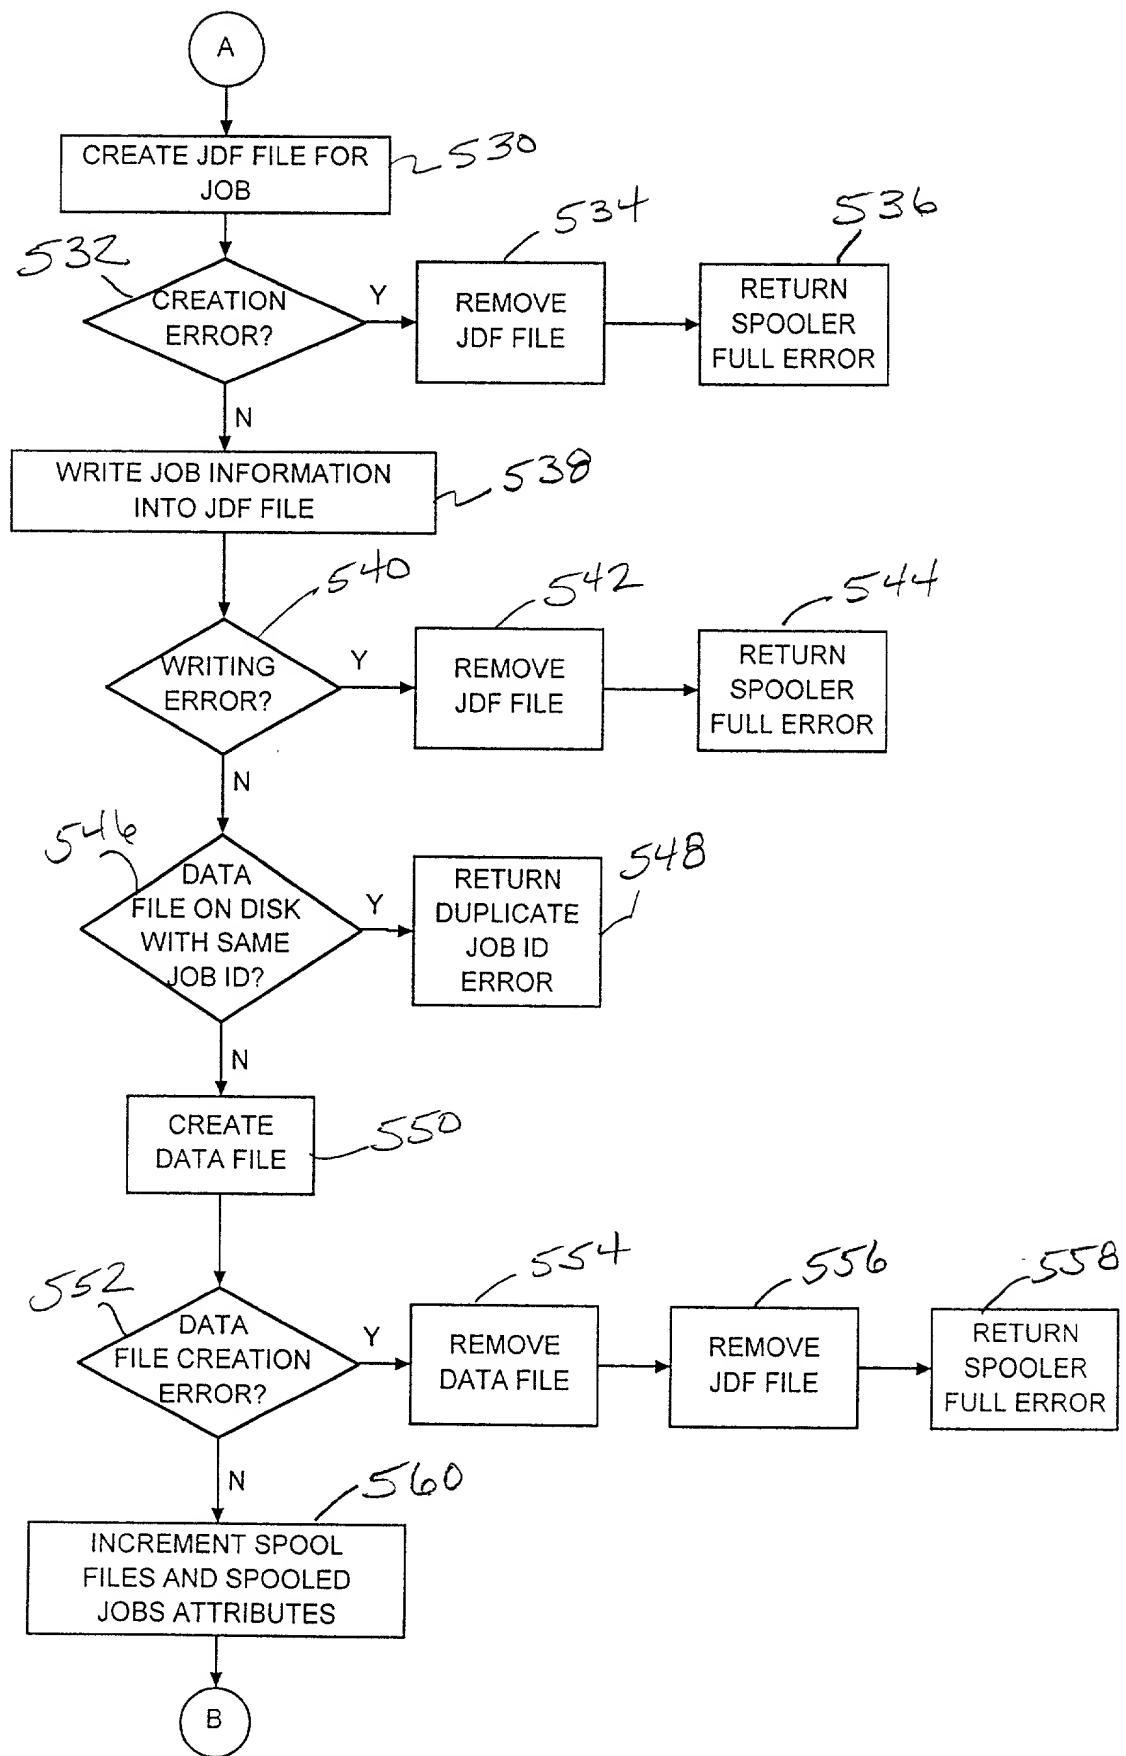 A
CREATE JDF FILE FOR
JOB
530
532
CREATION
ERROR?
Y
534
REMOVE
JDF FILE
536
RETURN
SPOOLER
FULL ERROR
N
WRITE JOB INFORMATION
INTO JDF FILE
538
540
WRITING
ERROR?
Y
542
REMOVE
JDF FILE
544
RETURN
SPOOLER
FULL ERROR
N
546
DATA
FILE ON DISK
WITH SAME
JOB ID?
Y
548
RETURN
DUPLICATE
JOB ID
ERROR
N
CREATE
DATA FILE
550
552
DATA
FILE CREATION
ERROR?
Y
554
REMOVE
DATA FILE
556
REMOVE
JDF FILE
558
RETURN
SPOOLER
FULL ERROR
N
560
INCREMENT SPOOL
FILES AND SPOOLED
JOBS ATTRIBUTES
B